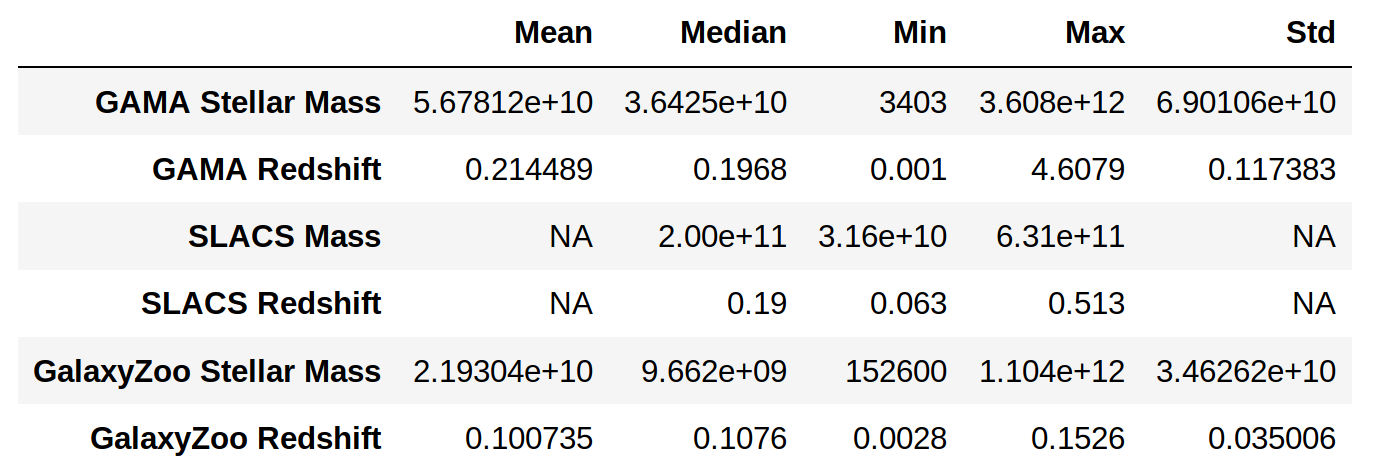 Mean Median Min Max Std
GAMA Stellar Mass 5.67812e+10 3.6425e+10 3403 3.608e+12 6.90106e+10
GAMA Redshift 0.214489 0.1968 0.001 4.6079 0.117383
SLACS Mass NA 2.00e+11 3.16e+10 6.31e+11 NA
SLACS Redshift NA 0.19 0.063 0.513 NA
GalaxyZoo Stellar Mass 2.19304e+10 9.662e+09 152600 1.104e+12 3.46262e+10
GalaxyZoo Redshift 0.100735 0.1076 0.0028 0.1526 0.035006